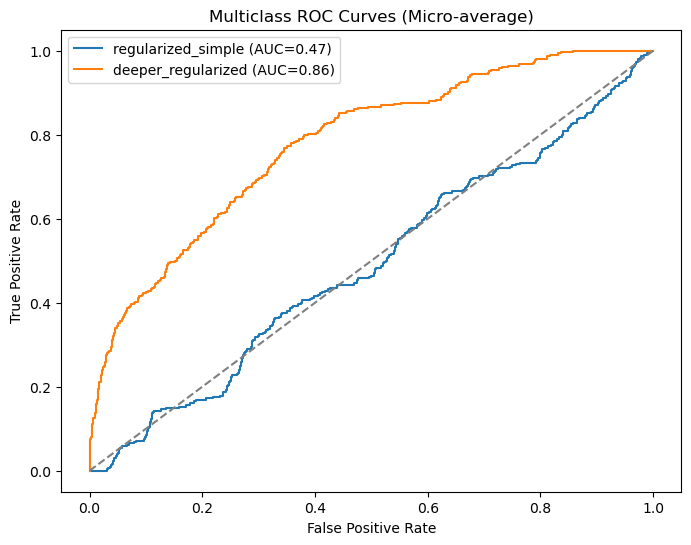 Multiclass ROC Curves (Micro-average)
regularized_simple (AUC=0.47)
deeper_regularized (AUC=0.86)
True Positive Rate
1.0
0.8
0.6
0.4
0.2
0.0
0.0 0.2 0.4 0.6 0.8 1.0
False Positive Rate